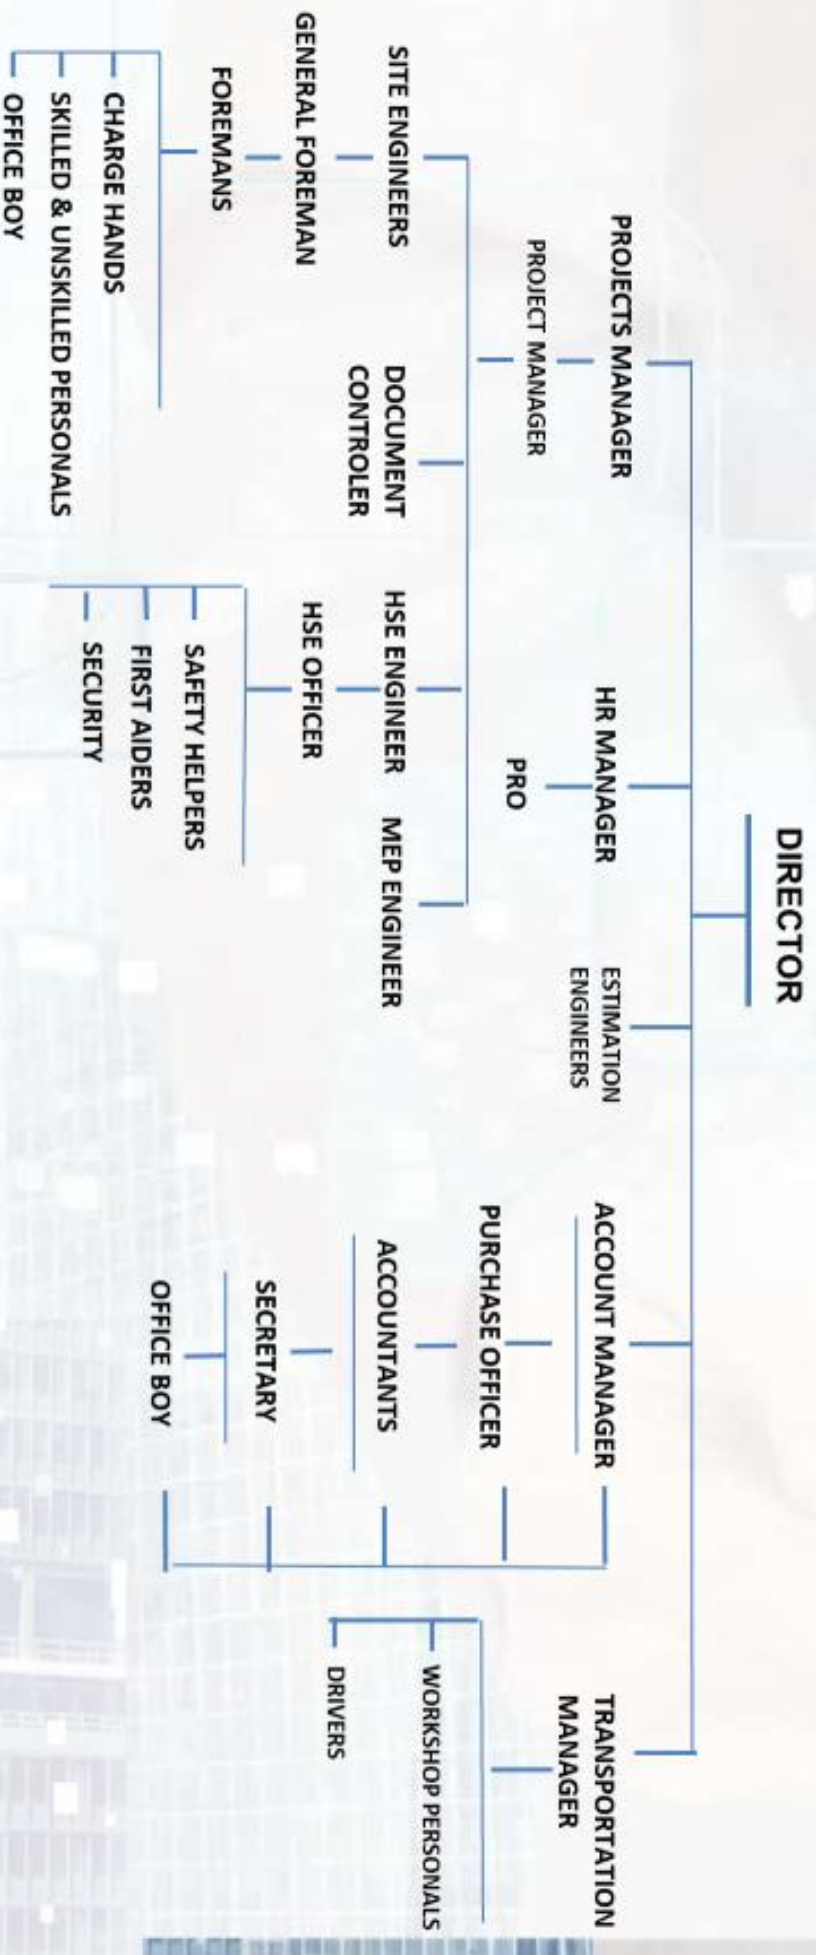 DIRECTOR
PROJECTS MANAGER
HR MANAGER
ESTIMATION
ENGINEERS
ACCOUNT MANAGER
TRANSPORTATION
MANAGER
PROJECT MANAGER
PRO
PURCHASE OFFICER
WORKSHOP PERSONALS
DRIVERS
SITE ENGINEERS
DOCUMENT
CONTROLER
HSE ENGINEER
MEP ENGINEER
ACCOUNTANTS
GENERAL FOREMAN
HSE OFFICER
SECRETARY
FOREMANS
SAFETY HELPERS
FIRST AIDERS
SECURITY
OFFICE BOY
CHARGE HANDS
SKILLED & UNSKILLED PERSONALS
OFFICE BOY